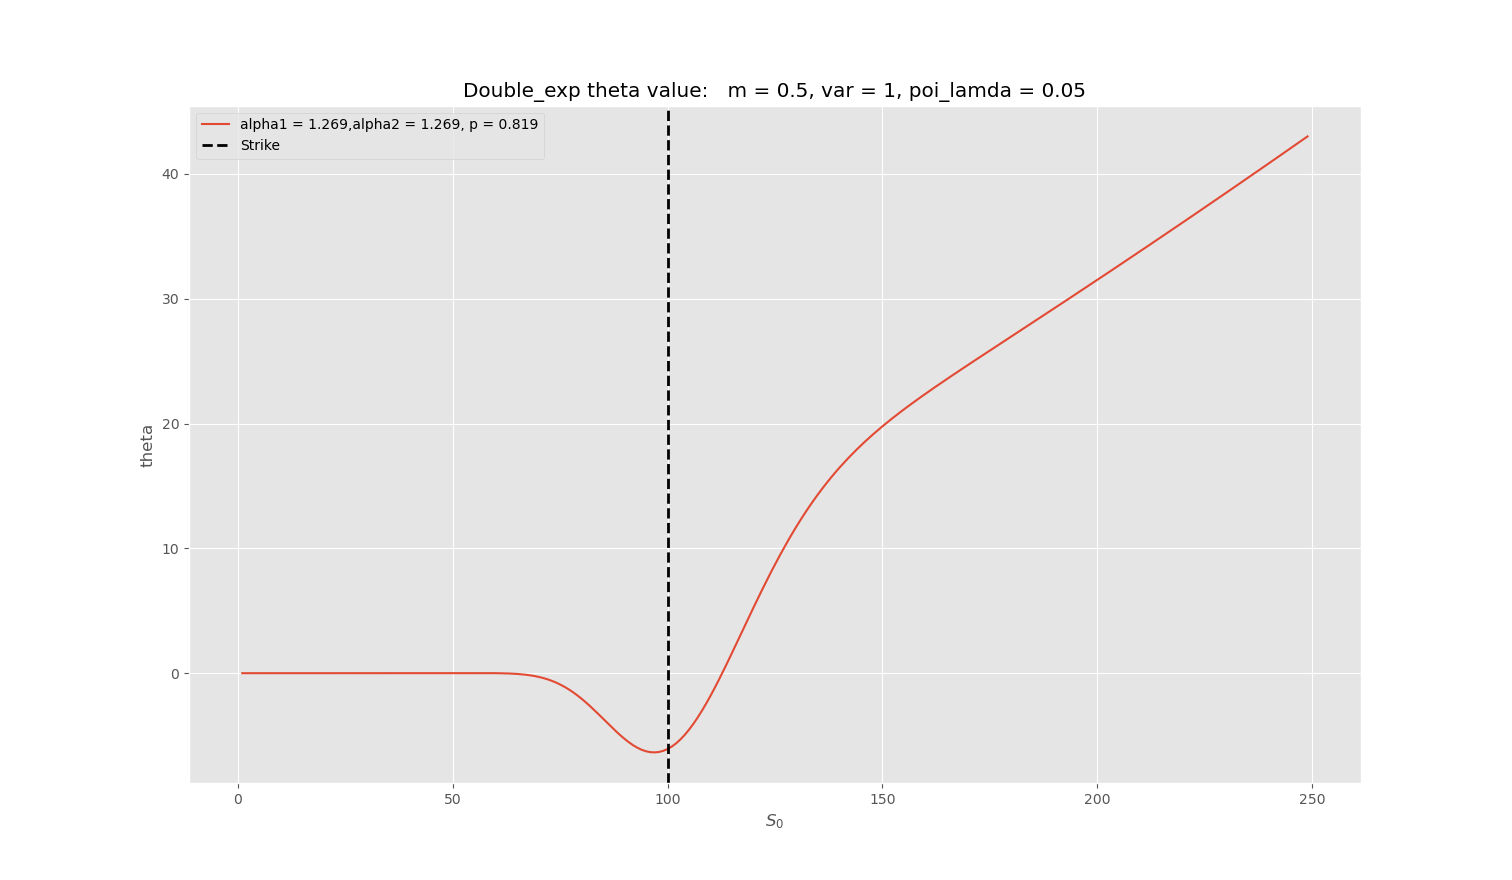 Double_exp theta value:   m = 0.5, var = 1, poi_lamda = 0.05
alpha1 = 1.269,alpha2 = 1.269, p = 0.819
Strike
40
30
20
10
0
theta
0 50 100 150 200 250
S₀